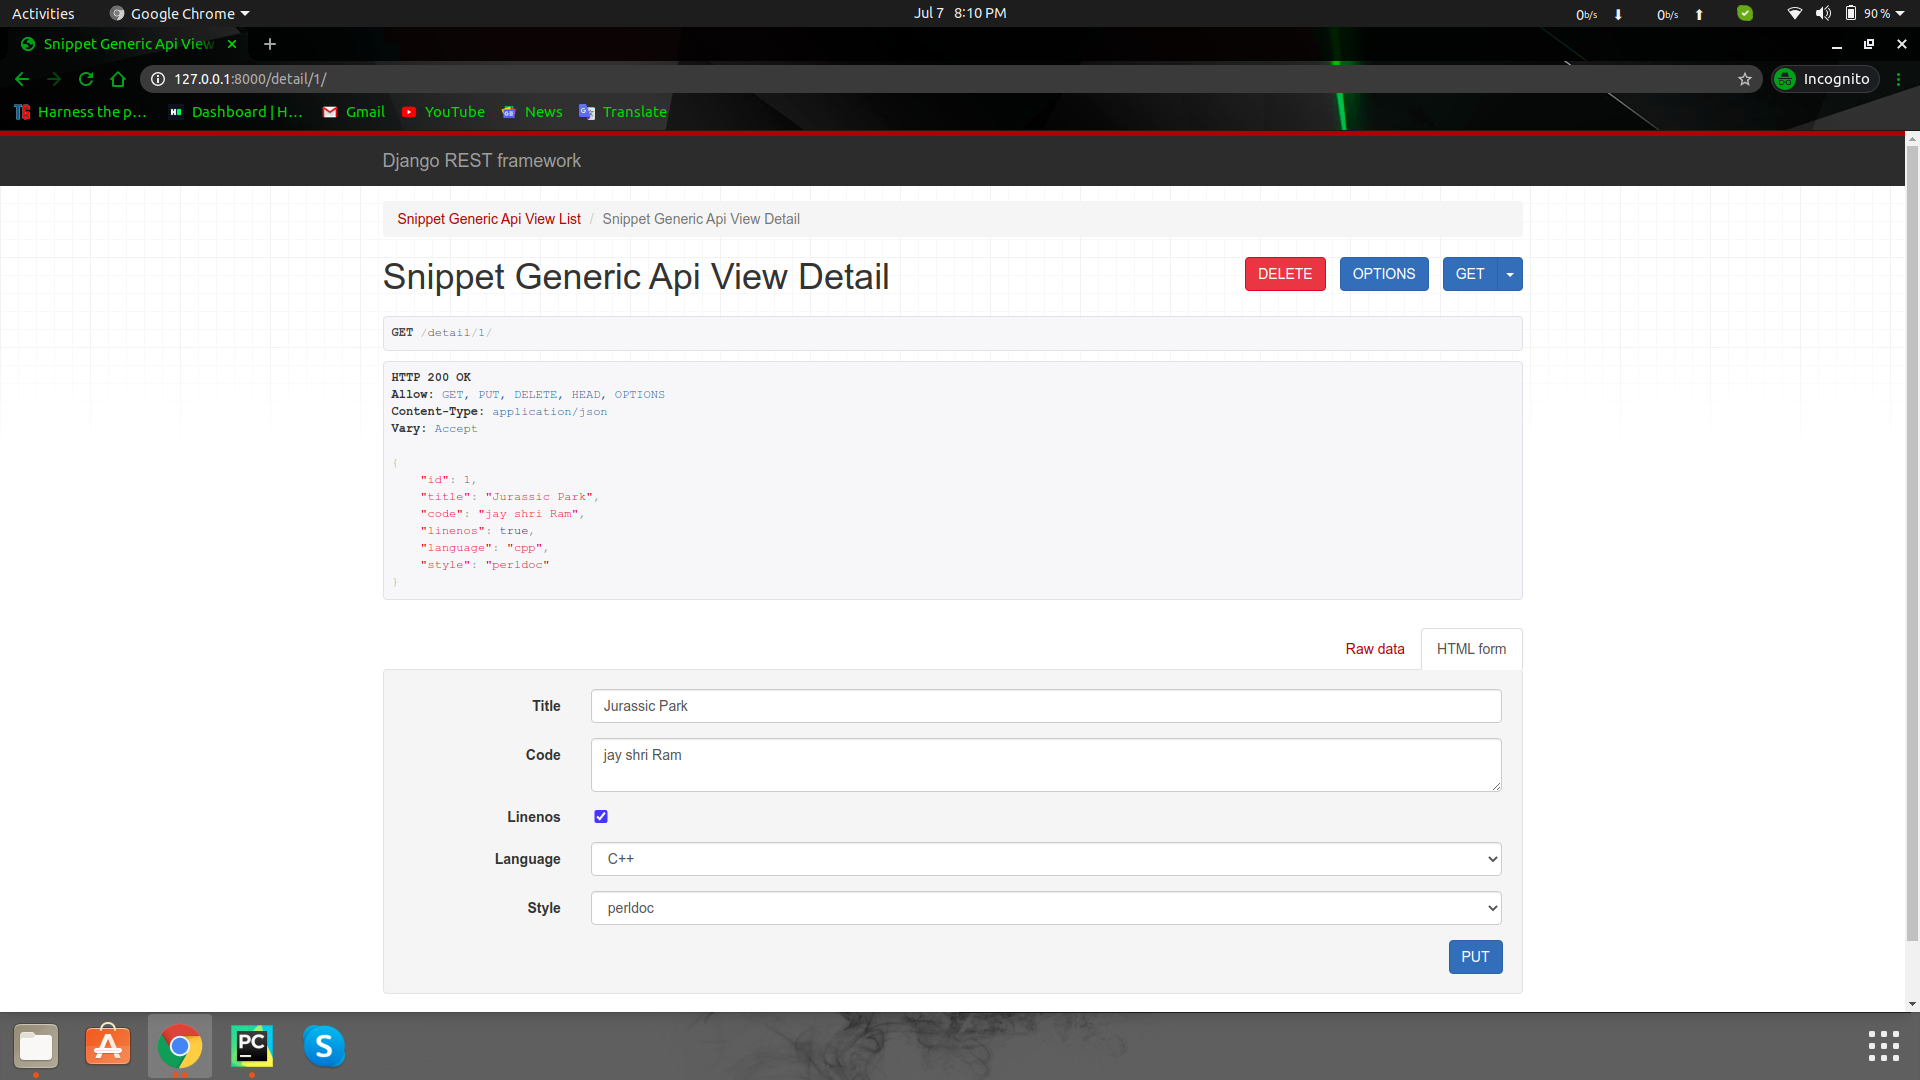 Activities
Google Chrome
Jul 7 8:10 PM
0b/s
0b/s
90 %
Snippet Generic Api View
127.0.0.1:8000/detail/1/
Incognito
Harness the p...
Dashboard | H...
Gmail
YouTube
News
Translate
Django REST framework
Snippet Generic Api View List / Snippet Generic Api View Detail
Snippet Generic Api View Detail
DELETE
OPTIONS
GET
GET /detail/1/
HTTP 200 OK
Allow: GET, PUT, DELETE, HEAD, OPTIONS
Content-Type: application/json
Vary: Accept
{
"id": 1,
"title": "Jurassic Park",
"code": "jay shri Ram",
"linenos": true,
"language": "cpp",
"style": "perldoc"
}
Raw data
HTML form
Title
Jurassic Park
Code
jay shri Ram
Linenos
Language
C++
Style
perldoc
PUT
PC
S